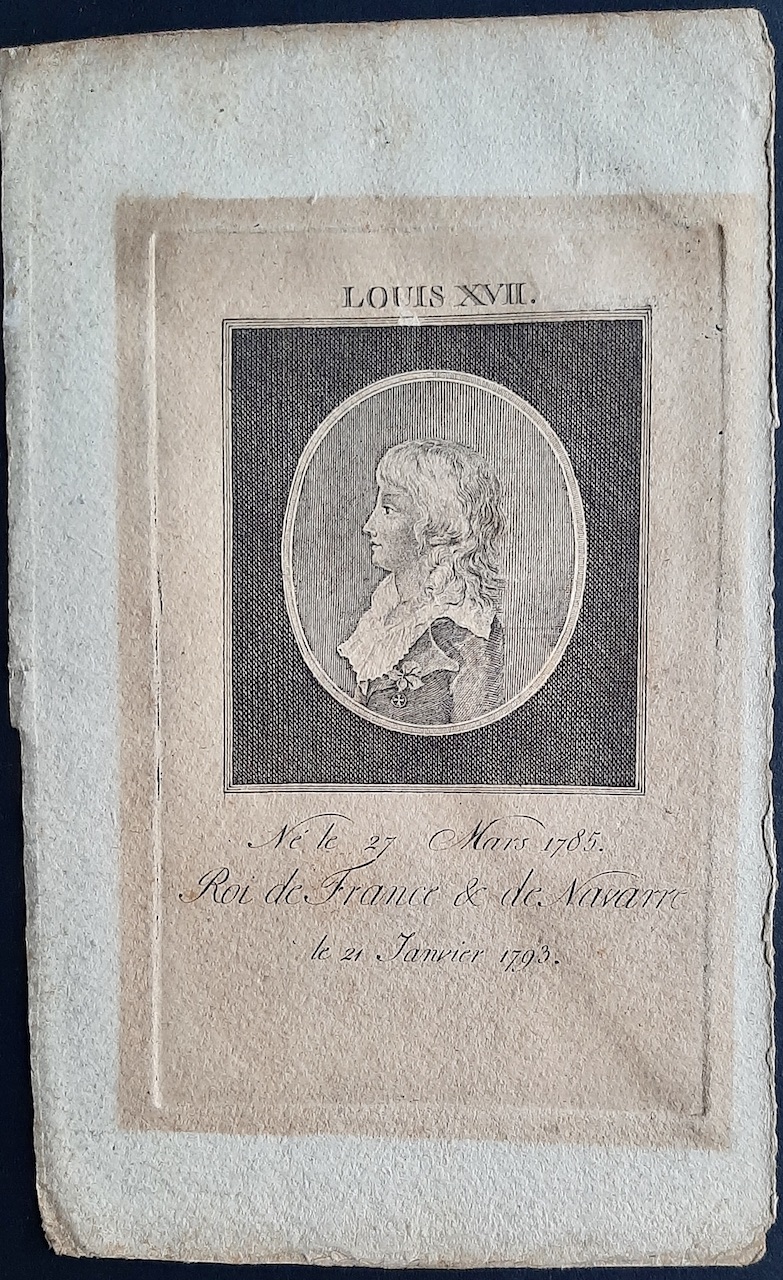 LOUIS XVII.
Né le 27 Mars 1785.
Roi de France & de Navarre
le 21 Janvier 1793.